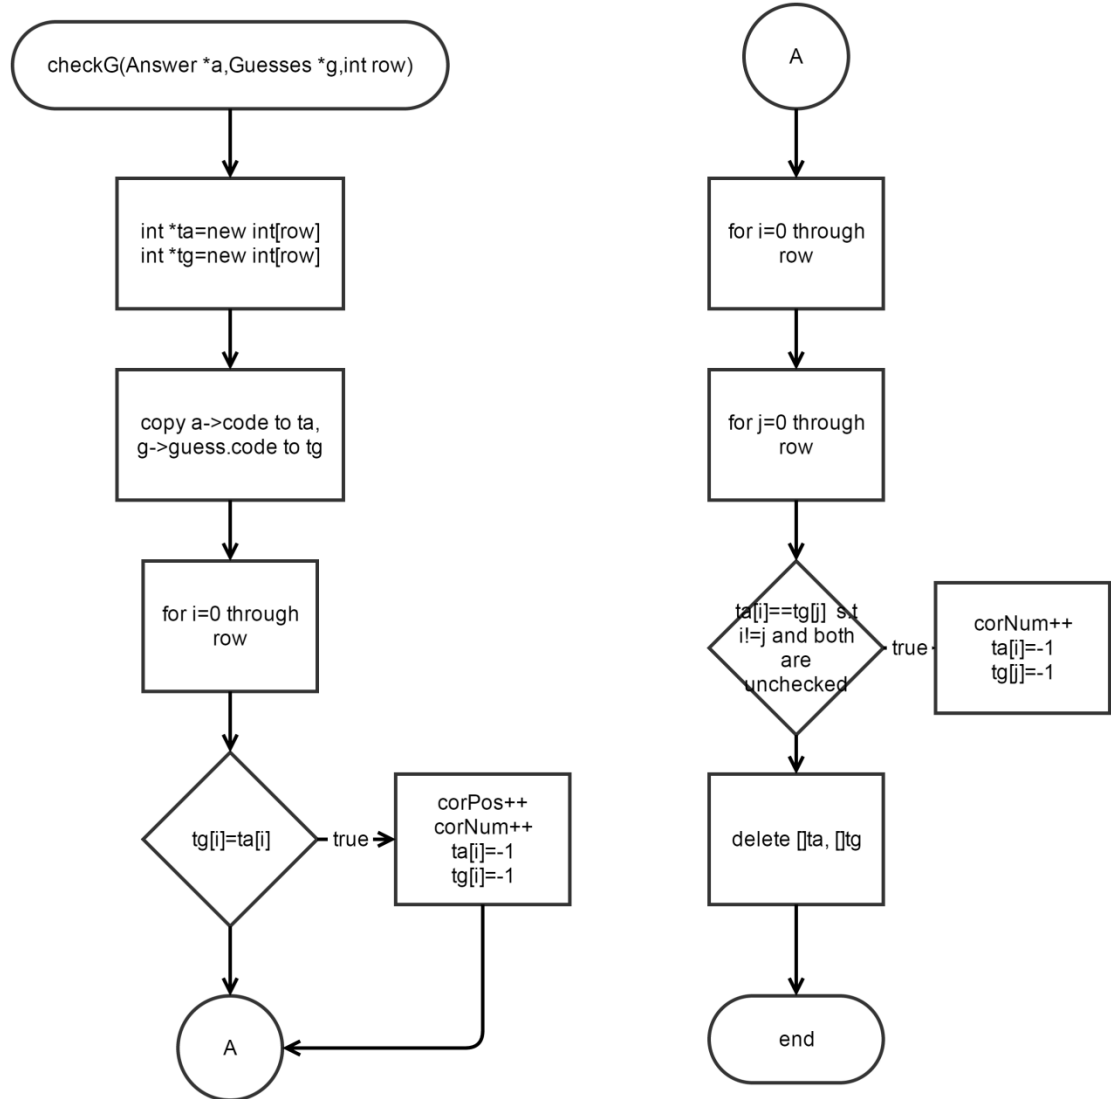 checkG(Answer *a,Guesses *g,int row)
int *ta=new int[row]
int *tg=new int[row]
copy a->code to ta,
g->guess.code to tg
for i=0 through
row
tg[i]=ta[i]
true
corPos++
corNum++
ta[i]=-1
tg[i]=-1
A
A
for i=0 through
row
for j=0 through
row
ta[i]==tg[j]  s.t
i!=j and both
are
unchecked
true
corNum++
ta[i]=-1
tg[j]=-1
delete []ta, []tg
end